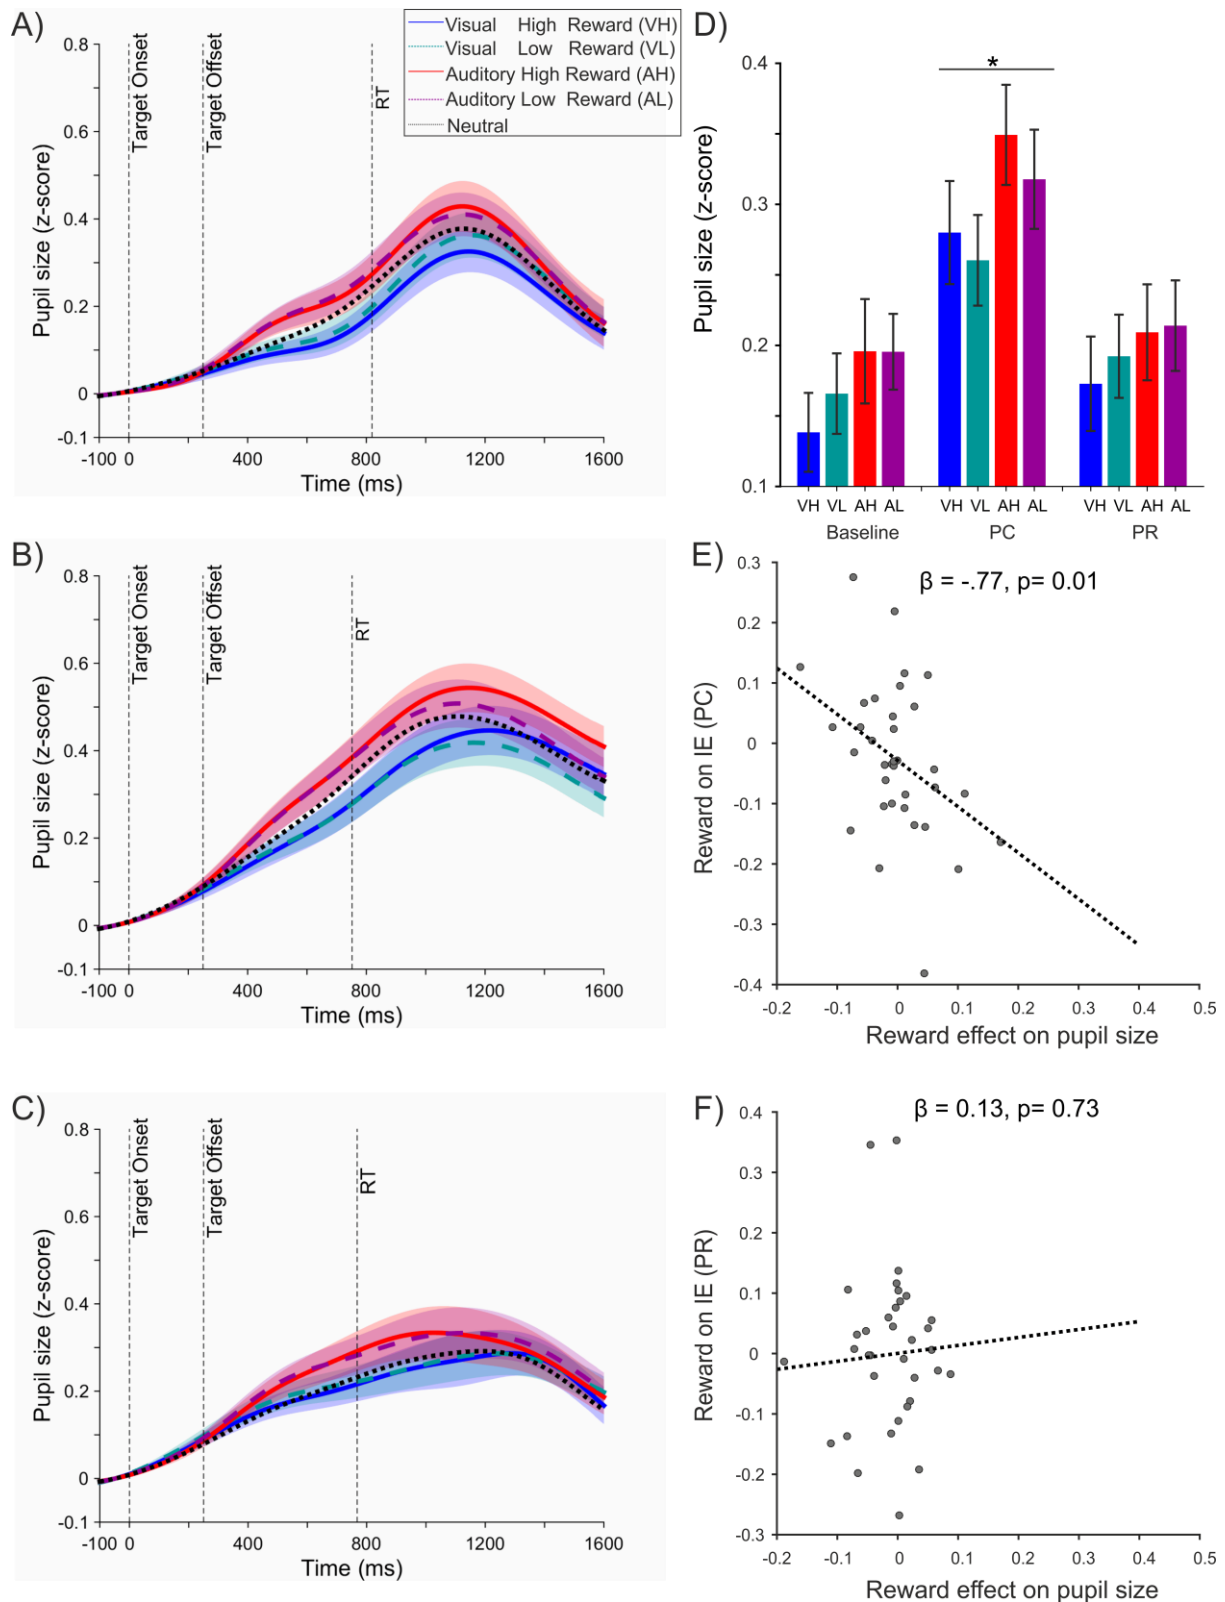 A)
0.8
0.6
0.4
0.2
0
-0.1
Pupil size (z-score)
Target Onset
Target Offset
RT
-100 0 400 800 1200 1600
Time (ms)
Visual High Reward (VH)
Visual Low Reward (VL)
Auditory High Reward (AH)
Auditory Low Reward (AL)
Neutral
D)
0.4
0.3
0.2
0.1
Pupil size (z-score)
*
VH VL AH AL VH VL AH AL VH VL AH AL
Baseline PC PR
B)
0.8
0.6
0.4
0.2
0
-0.1
Pupil size (z-score)
Target Onset
Target Offset
RT
-100 0 400 800 1200 1600
Time (ms)
E)
β = -.77, p= 0.01
0.3
0.2
0.1
0
-0.1
-0.2
-0.3
-0.4
Reward on IE (PC)
-0.2 -0.1 0 0.1 0.2 0.3 0.4 0.5
Reward effect on pupil size
C)
0.8
0.6
0.4
0.2
0
-0.1
Pupil size (z-score)
Target Onset
Target Offset
RT
-100 0 400 800 1200 1600
Time (ms)
F)
β = 0.13, p= 0.73
0.4
0.3
0.2
0.1
0
-0.1
-0.2
-0.3
Reward on IE (PR)
-0.2 -0.1 0 0.1 0.2 0.3 0.4 0.5
Reward effect on pupil size